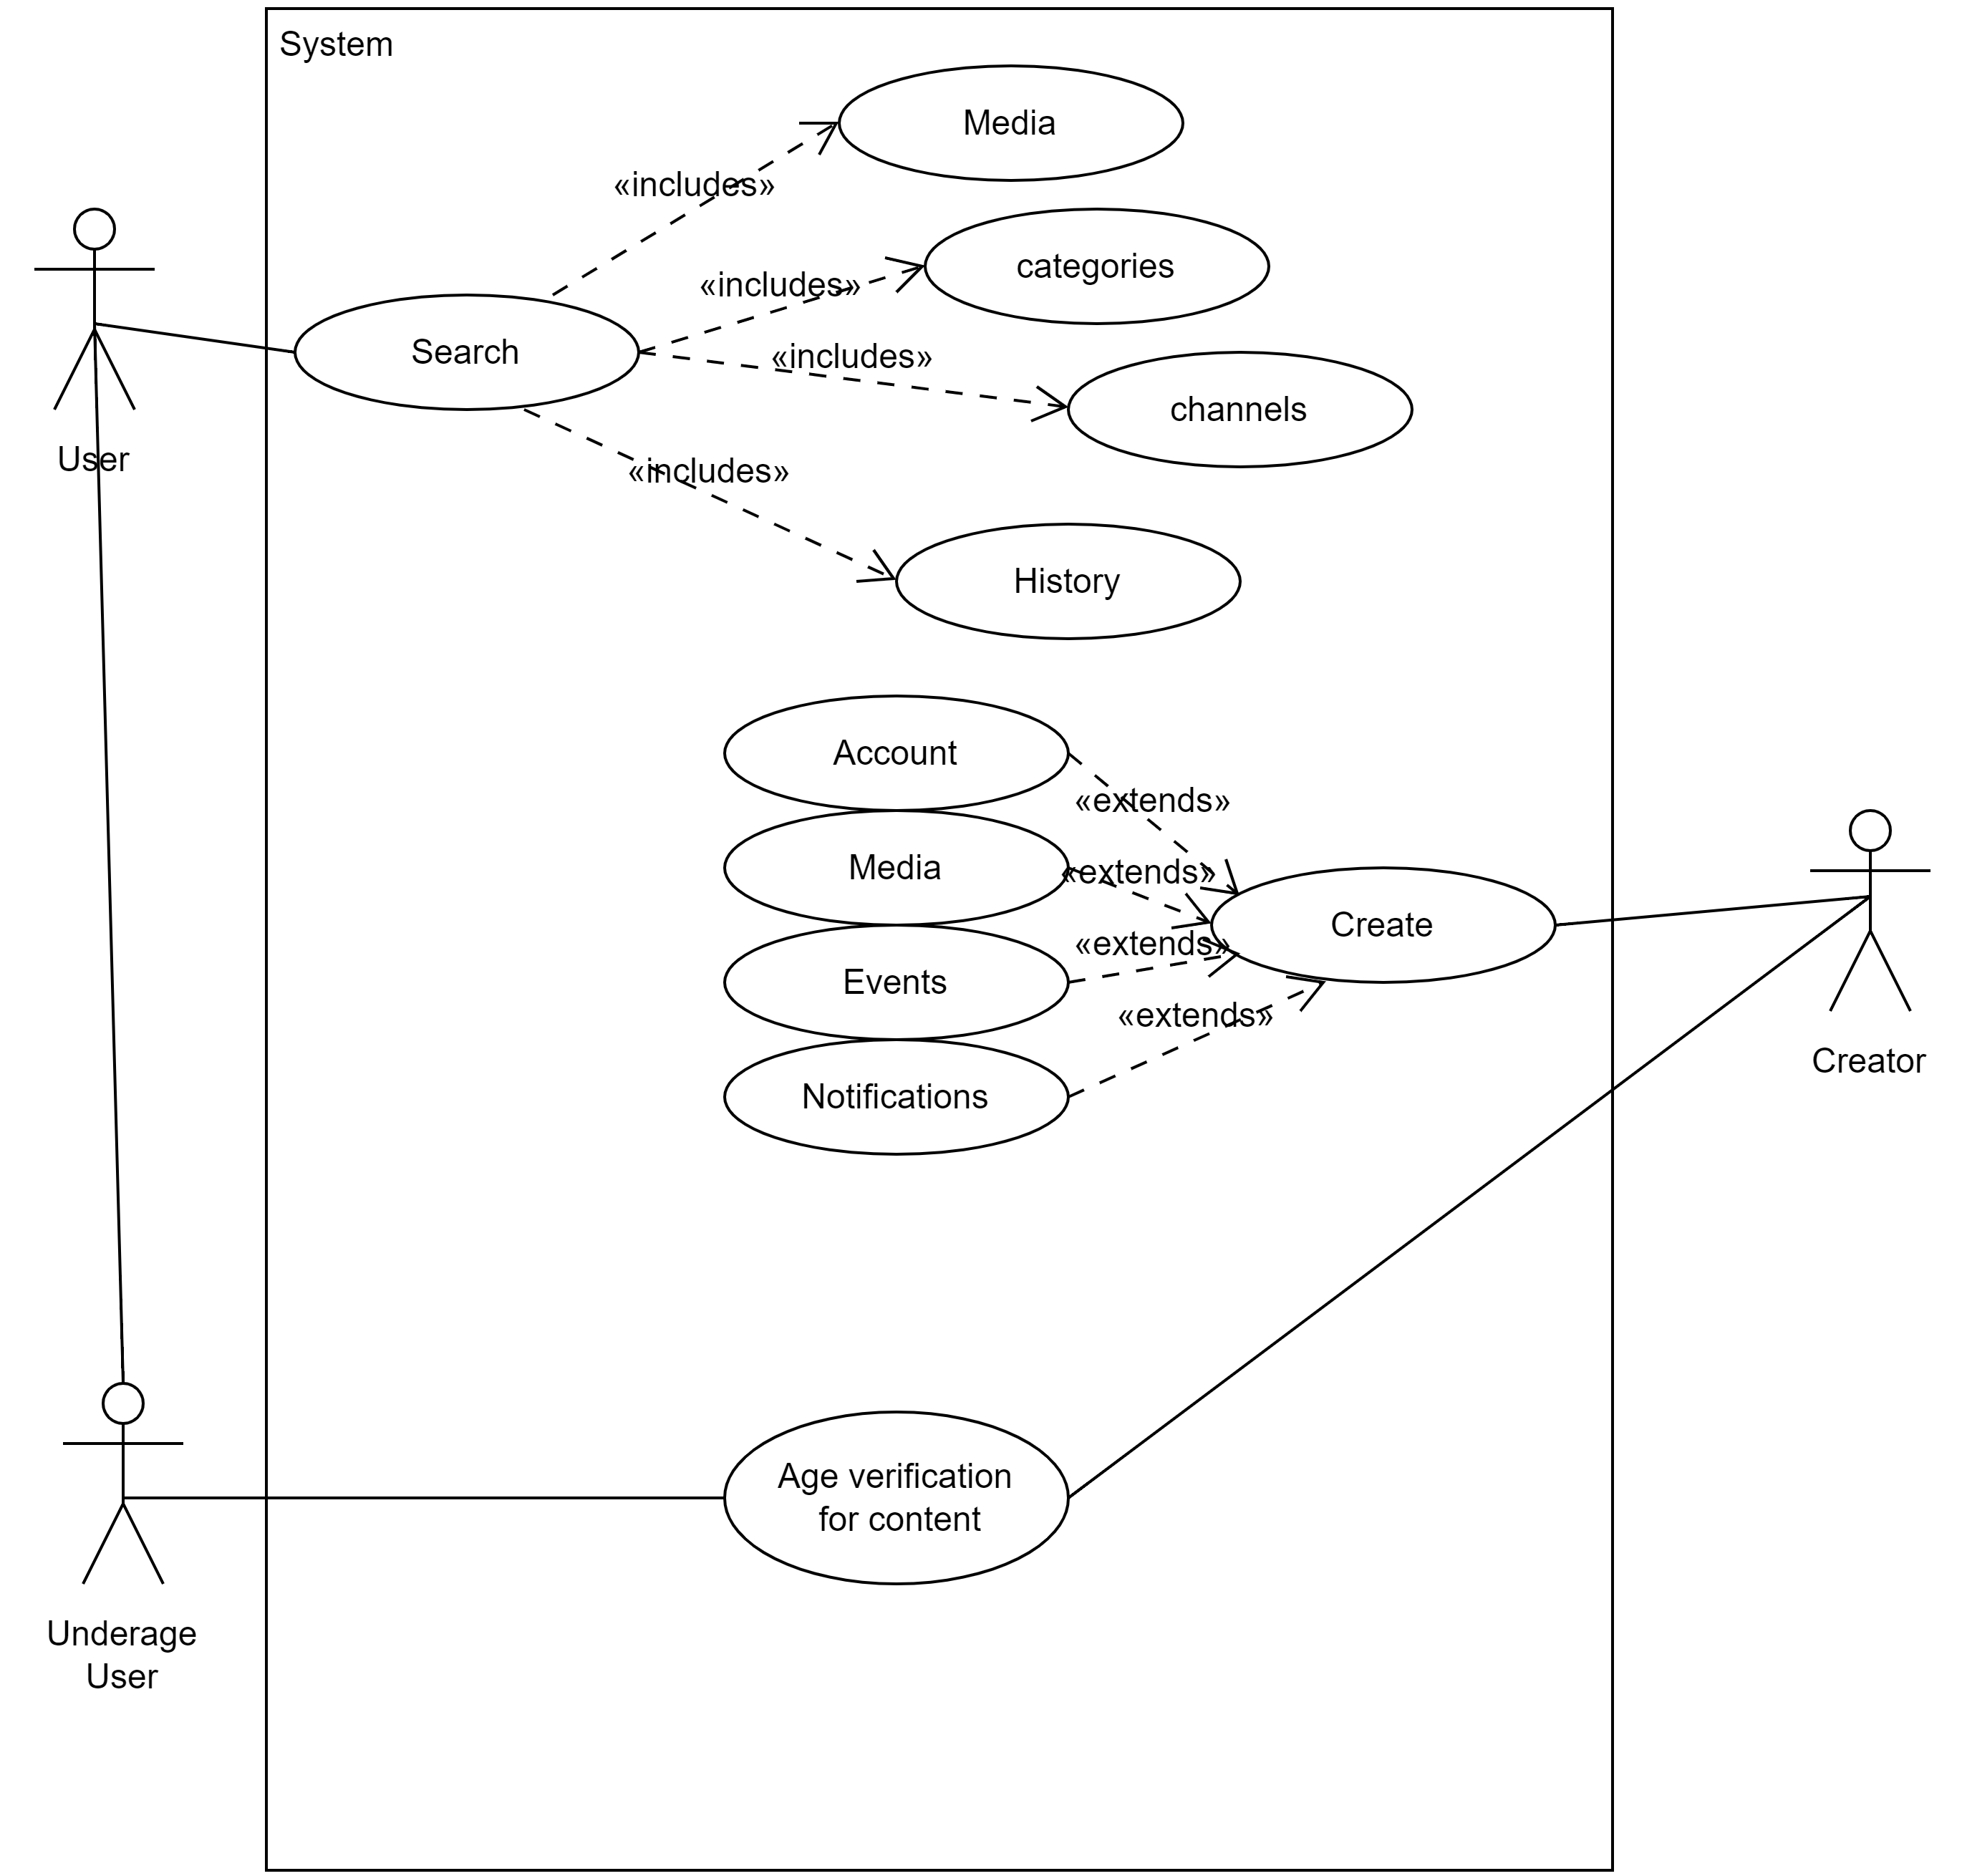 System
Media
«includes»
categories
«includes»
Search
«includes»
channels
User
«includes»
History
Account
«extends»
Media
«extends»
Create
«extends»
Events
«extends»
Notifications
Creator
Age verification
for content
Underage
User